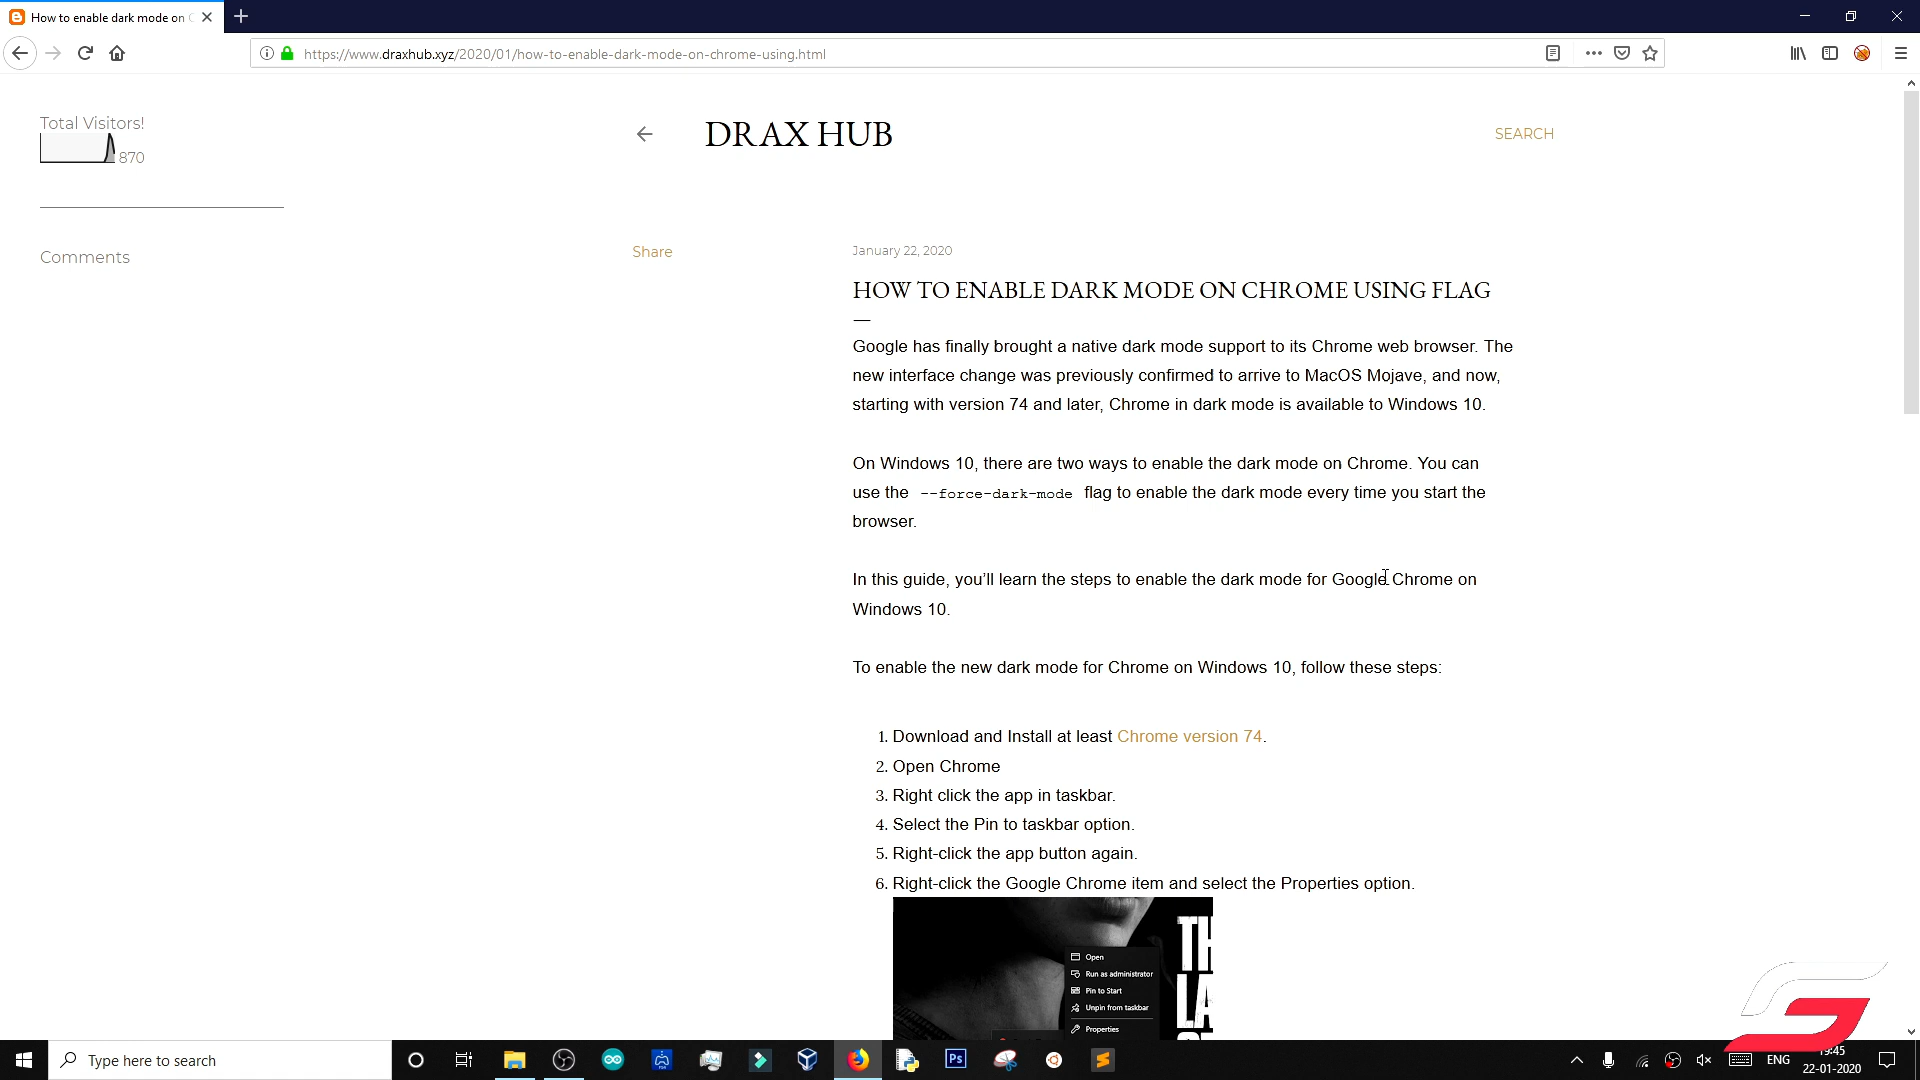 How to enable dark mode on C
https://www.draxhub.xyz/2020/01/how-to-enable-dark-mode-on-chrome-using.html
Total Visitors!
870
DRAX HUB
SEARCH
Comments
Share
January 22, 2020
HOW TO ENABLE DARK MODE ON CHROME USING FLAG
Google has finally brought a native dark mode support to its Chrome web browser. The
new interface change was previously confirmed to arrive to MacOS Mojave, and now,
starting with version 74 and later, Chrome in dark mode is available to Windows 10.
On Windows 10, there are two ways to enable the dark mode on Chrome. You can
use the --force-dark-mode flag to enable the dark mode every time you start the
browser.
In this guide, you’ll learn the steps to enable the dark mode for Google Chrome on
Windows 10.
To enable the new dark mode for Chrome on Windows 10, follow these steps:
1. Download and Install at least Chrome version 74.
2. Open Chrome
3. Right click the app in taskbar.
4. Select the Pin to taskbar option.
5. Right-click the app button again.
6. Right-click the Google Chrome item and select the Properties option.
TH
LA
Open
Run as administrator
Pin to Start
Unpin from taskbar
Properties
Type here to search
Ps
ENG
19:45
22-01-2020